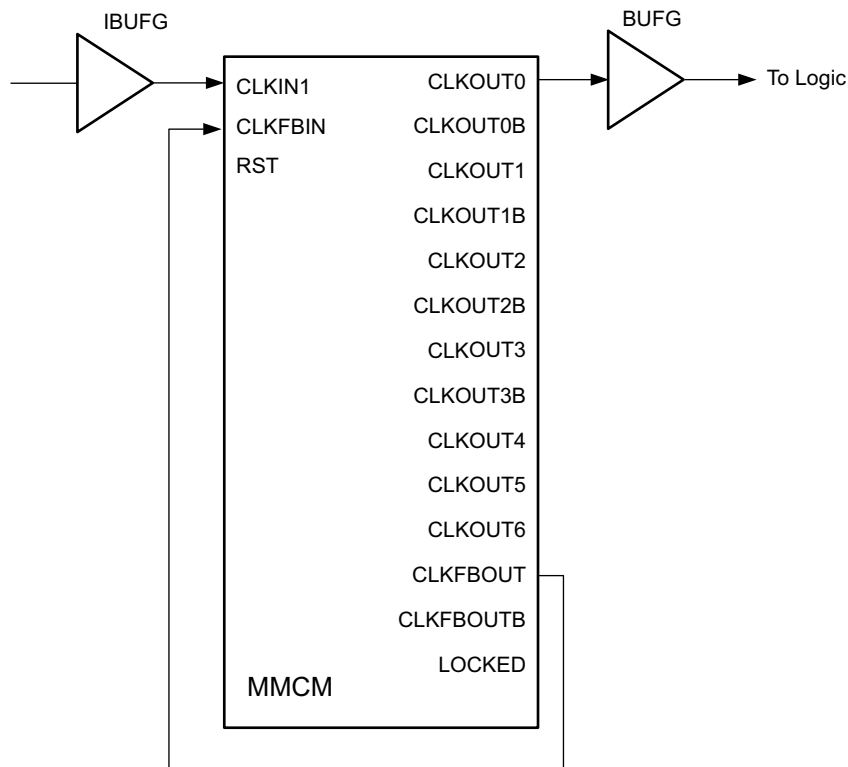 IBUFG
BUFG
CLKIN1
CLKFBIN
RST
CLKOUT0
CLKOUT0B
CLKOUT1
CLKOUT1B
CLKOUT2
CLKOUT2B
CLKOUT3
CLKOUT3B
CLKOUT4
CLKOUT5
CLKOUT6
CLKFBOUT
CLKFBOUTB
LOCKED
MMCM
To Logic